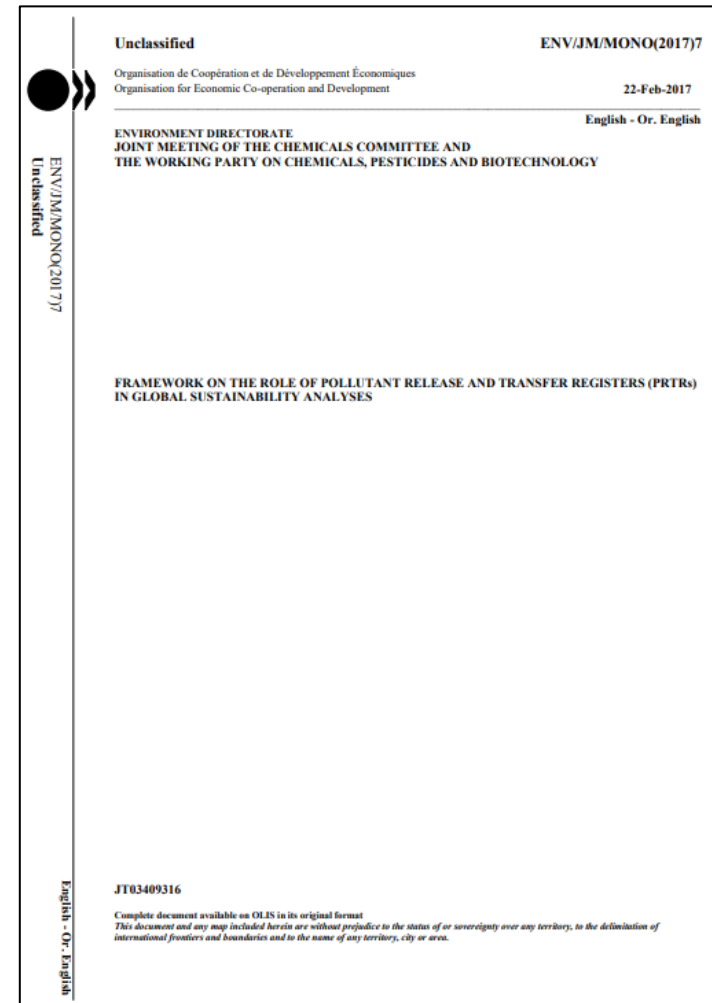 Unclassified ENV/JM/MONO(2017)7
Organisation de Coopération et de Développement Économiques
Organisation for Economic Co-operation and Development 22-Feb-2017
English - Or. English
ENVIRONMENT DIRECTORATE
JOINT MEETING OF THE CHEMICALS COMMITTEE AND
THE WORKING PARTY ON CHEMICALS, PESTICIDES AND BIOTECHNOLOGY
ENV/JM/MONO(2017)7
Unclassified
FRAMEWORK ON THE ROLE OF POLLUTANT RELEASE AND TRANSFER REGISTERS (PRTRs)
IN GLOBAL SUSTAINABILITY ANALYSES
English - Or. English
JT03409316
Complete document available on OLIS in its original format
This document and any map included herein are without prejudice to the status of or sovereignty over any territory, to the delimitation of
international frontiers and boundaries and to the name of any territory, city or area.